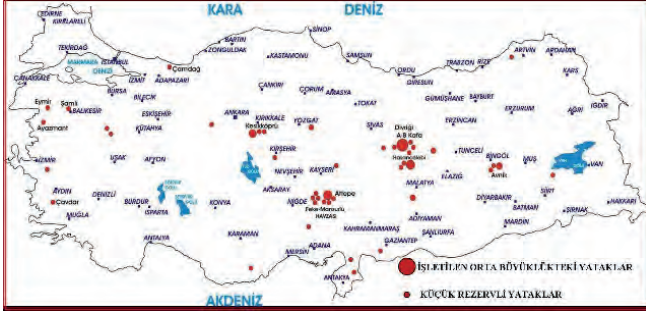 KARA DENİZ
EDİRNE
KIRKLARELİ
TEKİRDAĞ
İSTANBUL
MARMARA
DENİZİ
ÇANAKKALE
BURSA
İZMİT
ADAPAZARI
Çamdağ
ZONGULDAK
BARTIN
KASTAMONU
SİNOP
SAMSUN
ORDU
GİRESUN
TRABZON
RİZE
ARTVİN
ARDAHAN
KARS
IĞDIR
AĞRI
ERZURUM
BAYBURT
GÜMÜŞHANE
ERZİNCAN
TOKAT
AMASYA
ÇORUM
ÇANKIRI
BİLECİK
ESKİŞEHİR
KÜTAHYA
BALIKESİR
Eymir
Şamlı
Ayazmant
ANKARA
KIRIKKALE
Kesikköprü
YOZGAT
SİVAS
Divriği
A B Kafa
Hasançelebi
TUNCELİ
BİNGÖL
Avnik
MUŞ
VAN
İZMİR
UŞAK
AFYON
KIRŞEHİR
NEVŞEHİR
KAYSERİ
MALATYA
ELAZIĞ
DİYARBAKIR
SİİRT
BATMAN
ŞIRNAK
HAKKARİ
MARDİN
AYDIN
Çavdar
DENİZLİ
MUĞLA
BURDUR
ISPARTA
KONYA
AKSARAY
NİĞDE
Attepe
Feke-Mansurlu
HAVZASI
ADIYAMAN
ŞANLIURFA
KAHRAMANMARAŞ
GAZİANTEP
ANTALYA
KARAMAN
MERSİN
ADANA
ANTAKYA
AKDENİZ
İŞLETİLEN ORTA BÜYÜKLÜKTEKİ YATAKLAR
KÜÇÜK REZERVLİ YATAKLAR